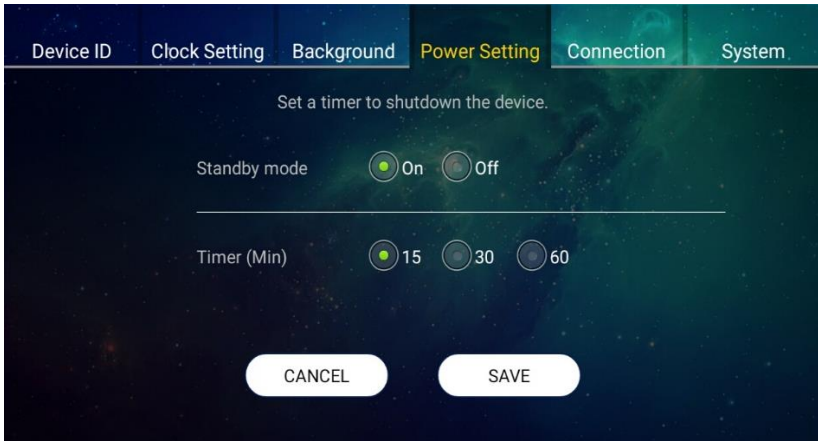 Device ID Clock Setting Background Power Setting Connection System
Set a timer to shutdown the device.
Standby mode On Off
Timer (Min) 15 30 60
CANCEL SAVE